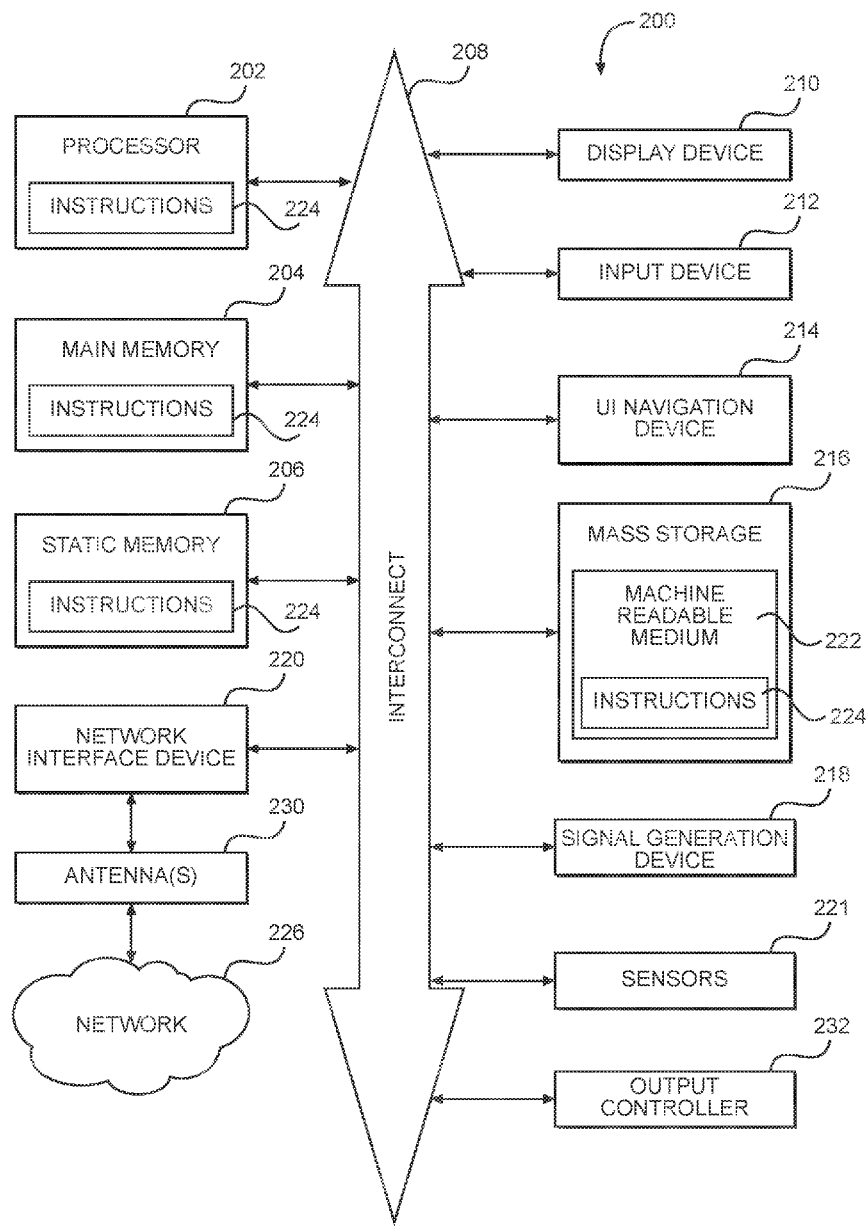 200
208
202
PROCESSOR
INSTRUCTIONS
224
204
MAIN MEMORY
INSTRUCTIONS
224
206
STATIC MEMORY
INSTRUCTIONS
224
220
NETWORK
INTERFACE DEVICE
230
ANTENNA(S)
226
NETWORK
INTERCONNECT
210
DISPLAY DEVICE
212
INPUT DEVICE
214
UI NAVIGATION
DEVICE
216
MASS STORAGE
MACHINE
READABLE
MEDIUM
222
INSTRUCTIONS
224
218
SIGNAL GENERATION
DEVICE
221
SENSORS
232
OUTPUT
CONTROLLER